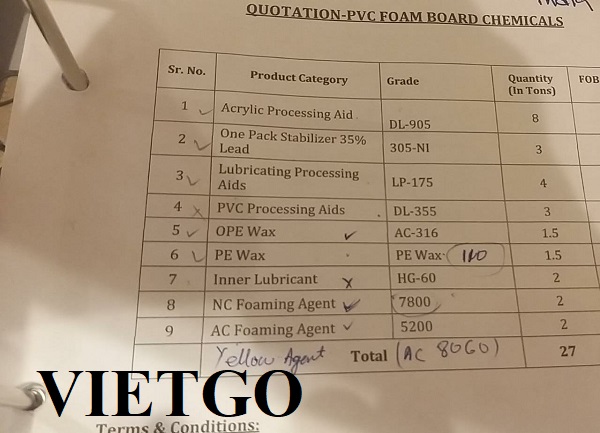 QUOTATION-PVC FOAM BOARD CHEMICALS
Sr. No. Product Category Grade Quantity (In Tons) FOB
1 Acrylic Processing Aid DL-905 8
2 One Pack Stabilizer 35% Lead 305-NI 3
3 Lubricating Processing Aids LP-175 4
4 PVC Processing Aids DL-355 3
5 OPE Wax AC-316 1.5
6 PE Wax PE Wax 110 1.5
7 Inner Lubricant HG-60 2
8 NC Foaming Agent 7800 2
9 AC Foaming Agent 5200 2
Yellow Agent Total (AC 8060) 27
VIETGO
Terms & Conditions: